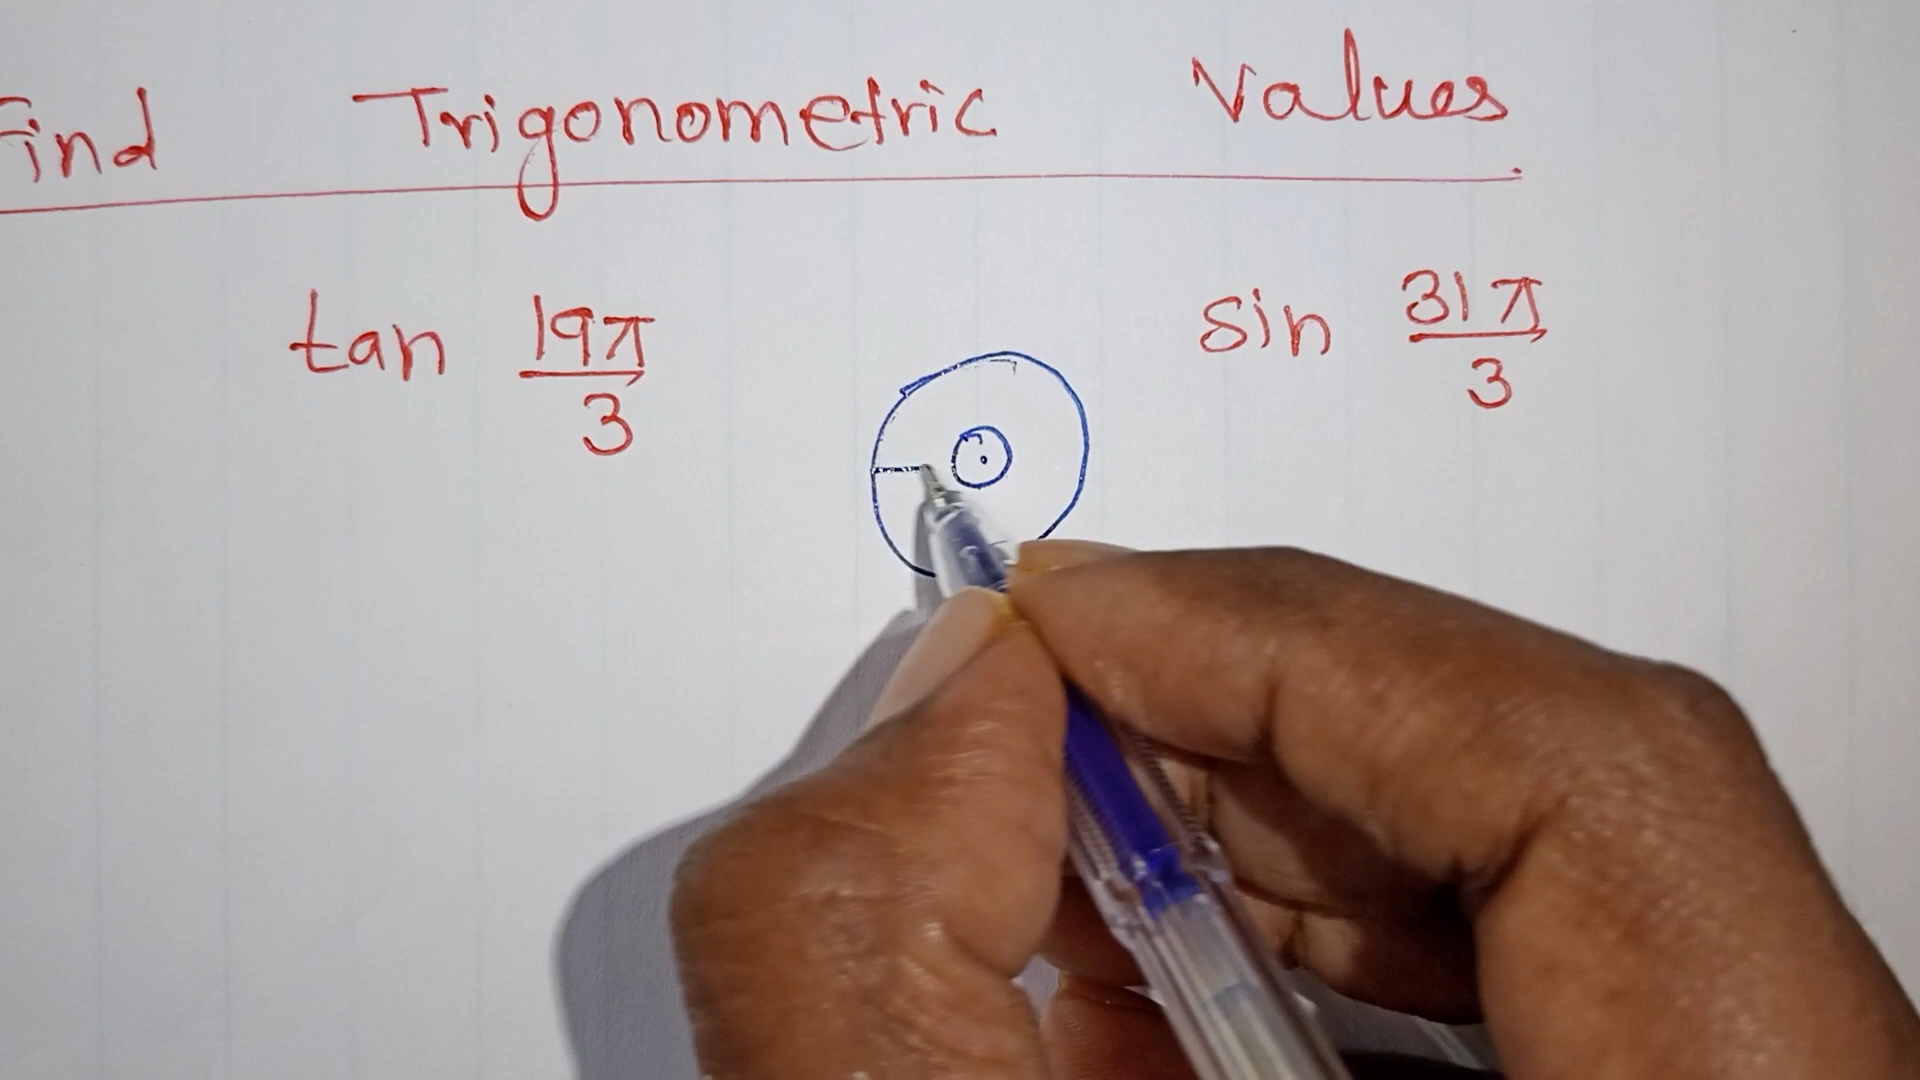 Find Trigonometric Values.
tan 19π/3 sin 31π/3